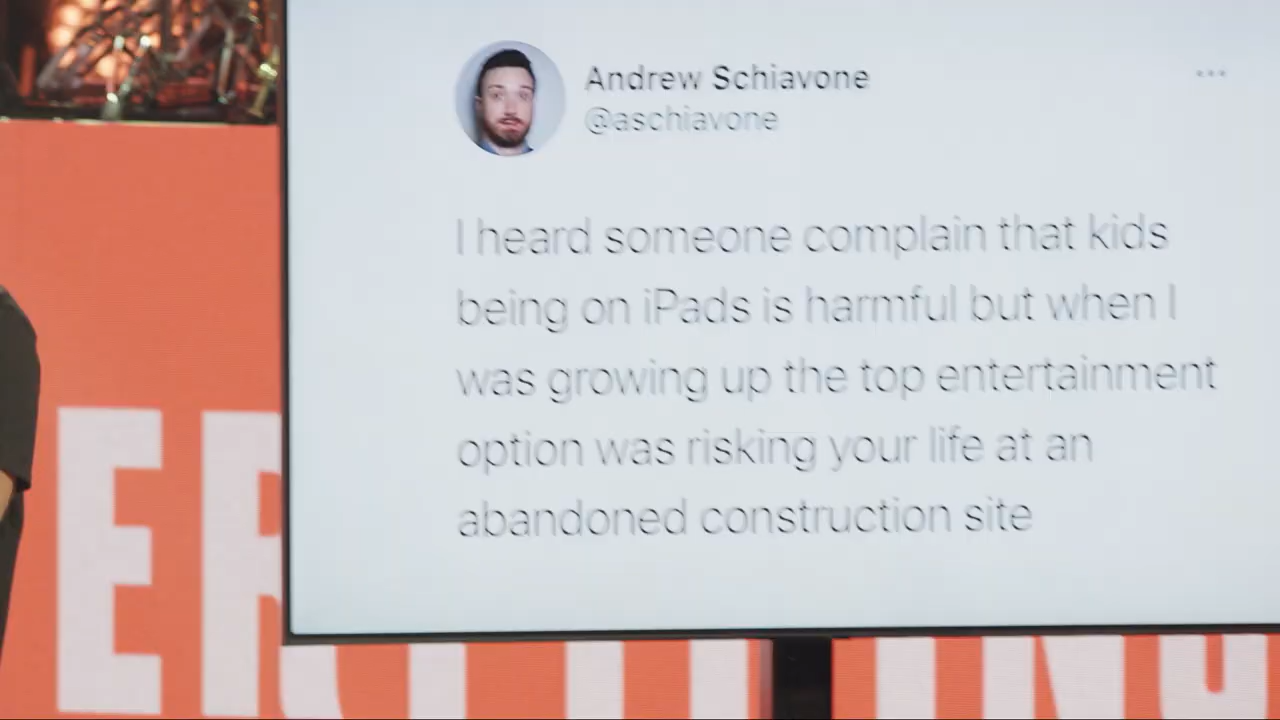 Andrew Schiavone
@aschiavone
I heard someone complain that kids
being on iPads is harmful but when I
was growing up the top entertainment
option was risking your life at an
abandoned construction site